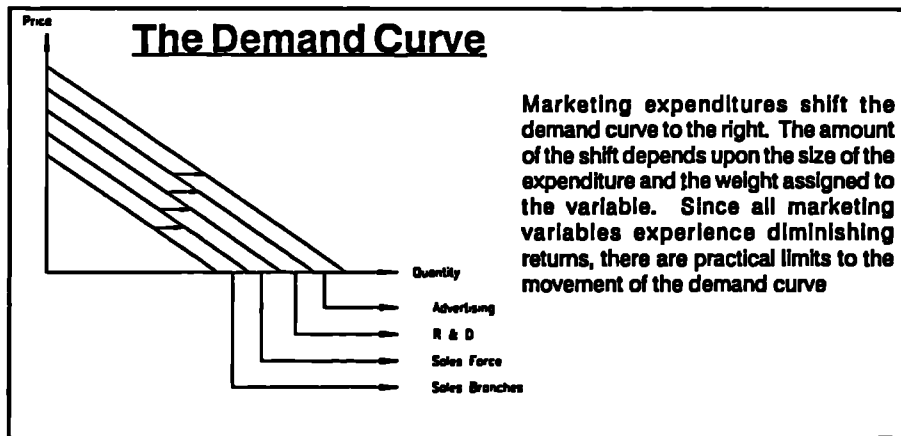 Price
The Demand Curve
Marketing expenditures shift the
demand curve to the right. The amount
of the shift depends upon the size of the
expenditure and the weight assigned to
the variable. Since all marketing
variables experience diminishing
returns, there are practical limits to the
movement of the demand curve
Quantity
Advertising
R & D
Sales Force
Sales Branches